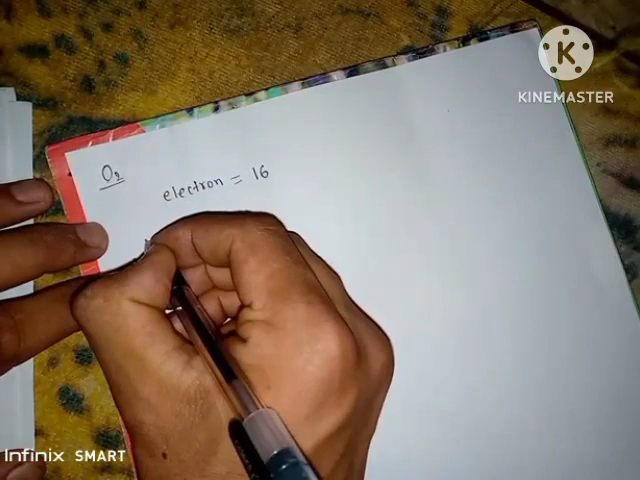 KINEMASTER
O₂
electron = 16
Infinix SMART